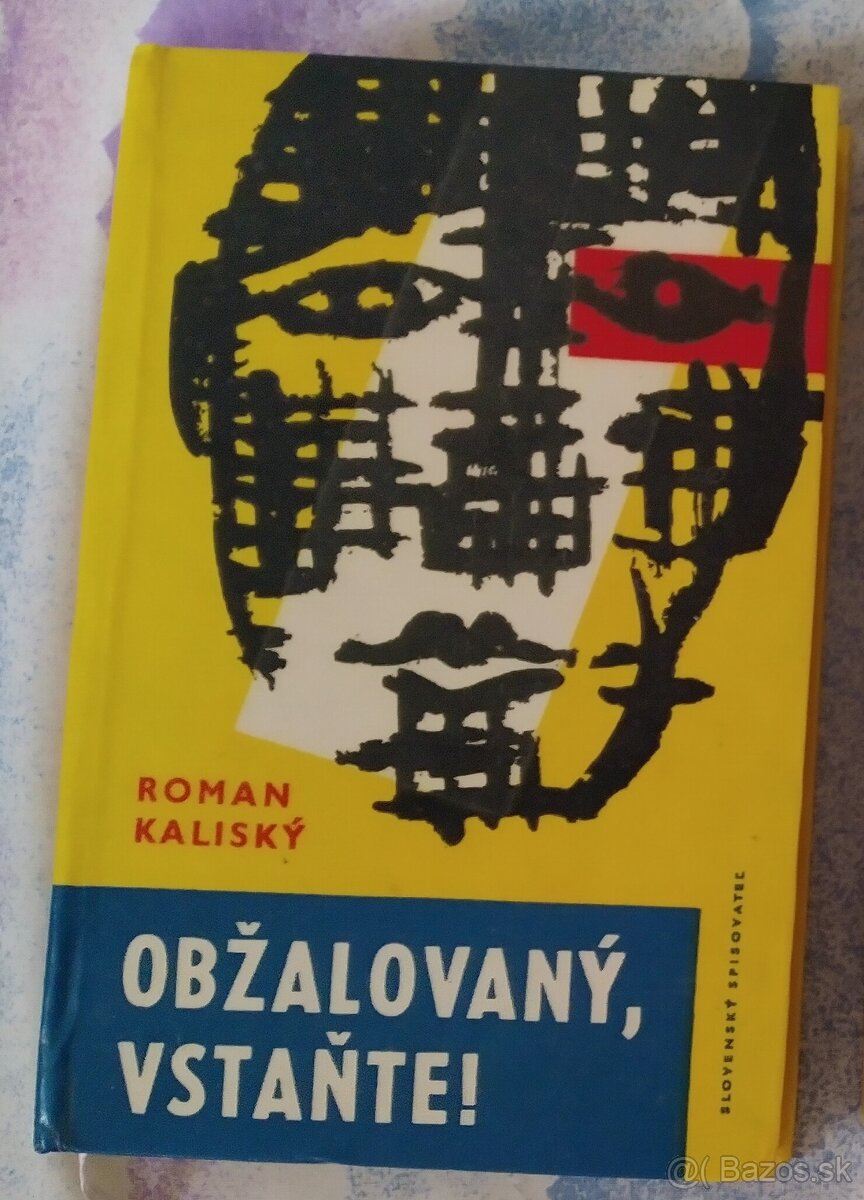 ROMAN
KALISKÝ
OBŽALOVANÝ,
VSTAŇTE!
SLOVENSKÝ SPISOVATEĽ
@( Bazos.sk